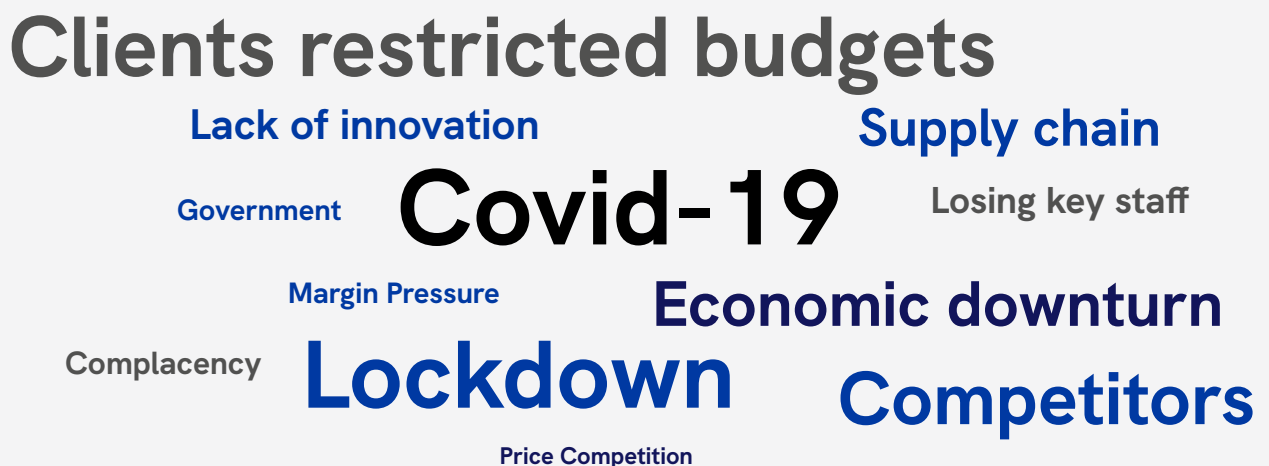 Clients restricted budgets
Lack of innovation
Supply chain
Covid-19
Losing key staff
Government
Margin Pressure
Economic downturn
Complacency
Lockdown
Competitors
Price Competition